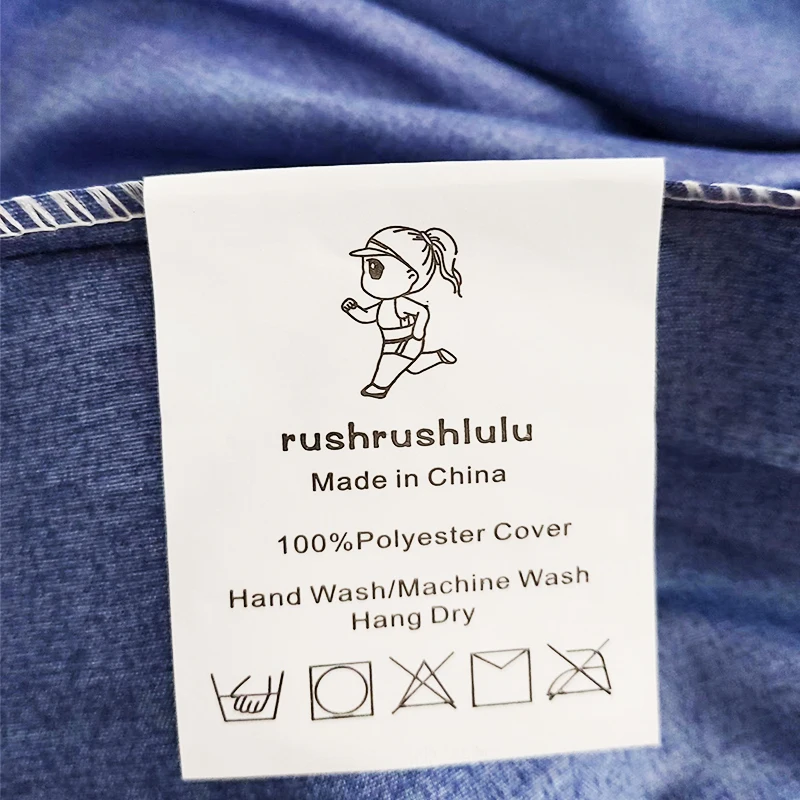 rushrushlulu
Made in China
100%Polyester Cover
Hand Wash/Machine Wash
Hang Dry